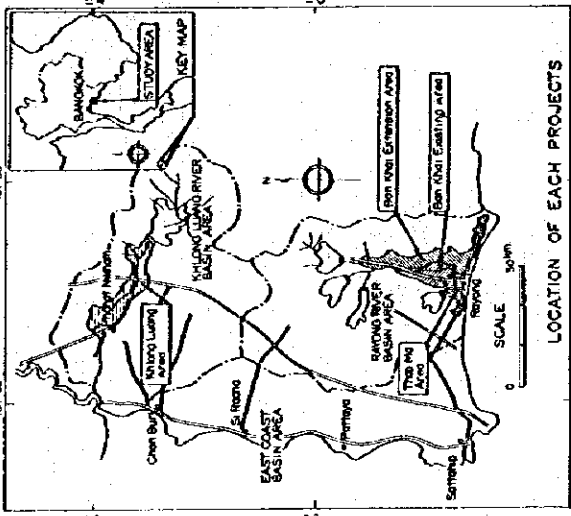 BANGKOK
STUDY AREA
KEY MAP
N
KHLONG LUANG RIVER
BASIN AREA
Khlong Luang
Area
Chon Buri
Si Racha
EAST COAST
BASIN AREA
Pattaya
Sattahip
Ban Khai Extension Area
Ban Khai Existing Area
RAYONG RIVER
BASIN AREA
Thap Ma
Area
Rayong
SCALE
0
30 km
LOCATION OF EACH PROJECTS